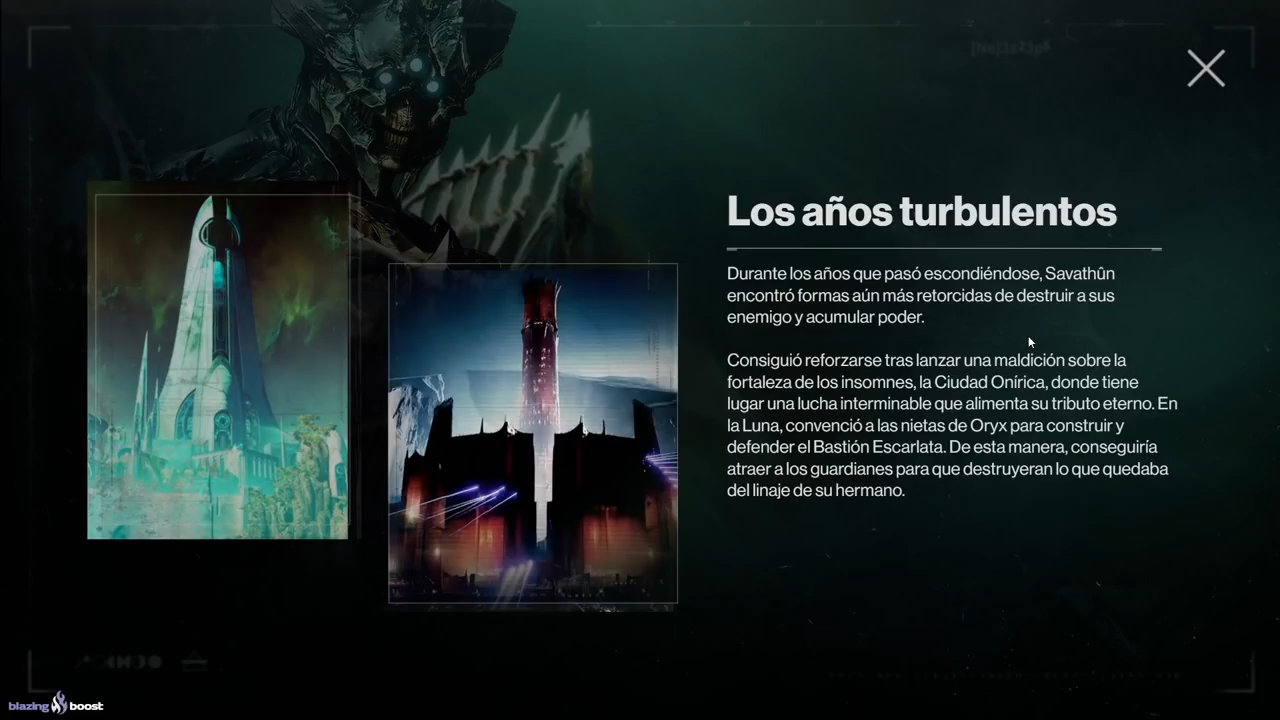 Los años turbulentos
Durante los años que pasó escondiéndose, Savathûn
encontró formas aún más retorcidas de destruir a sus
enemigo y acumular poder.
Consiguió reforzarse tras lanzar una maldición sobre la
fortaleza de los insomnes, la Ciudad Onírica, donde tiene
lugar una lucha interminable que alimenta su tributo eterno. En
la Luna, convenció a las nietas de Oryx para construir y
defender el Bastión Escarlata. De esta manera, conseguiría
atraer a los guardianes para que destruyeran lo que quedaba
del linaje de su hermano.
blazing boost